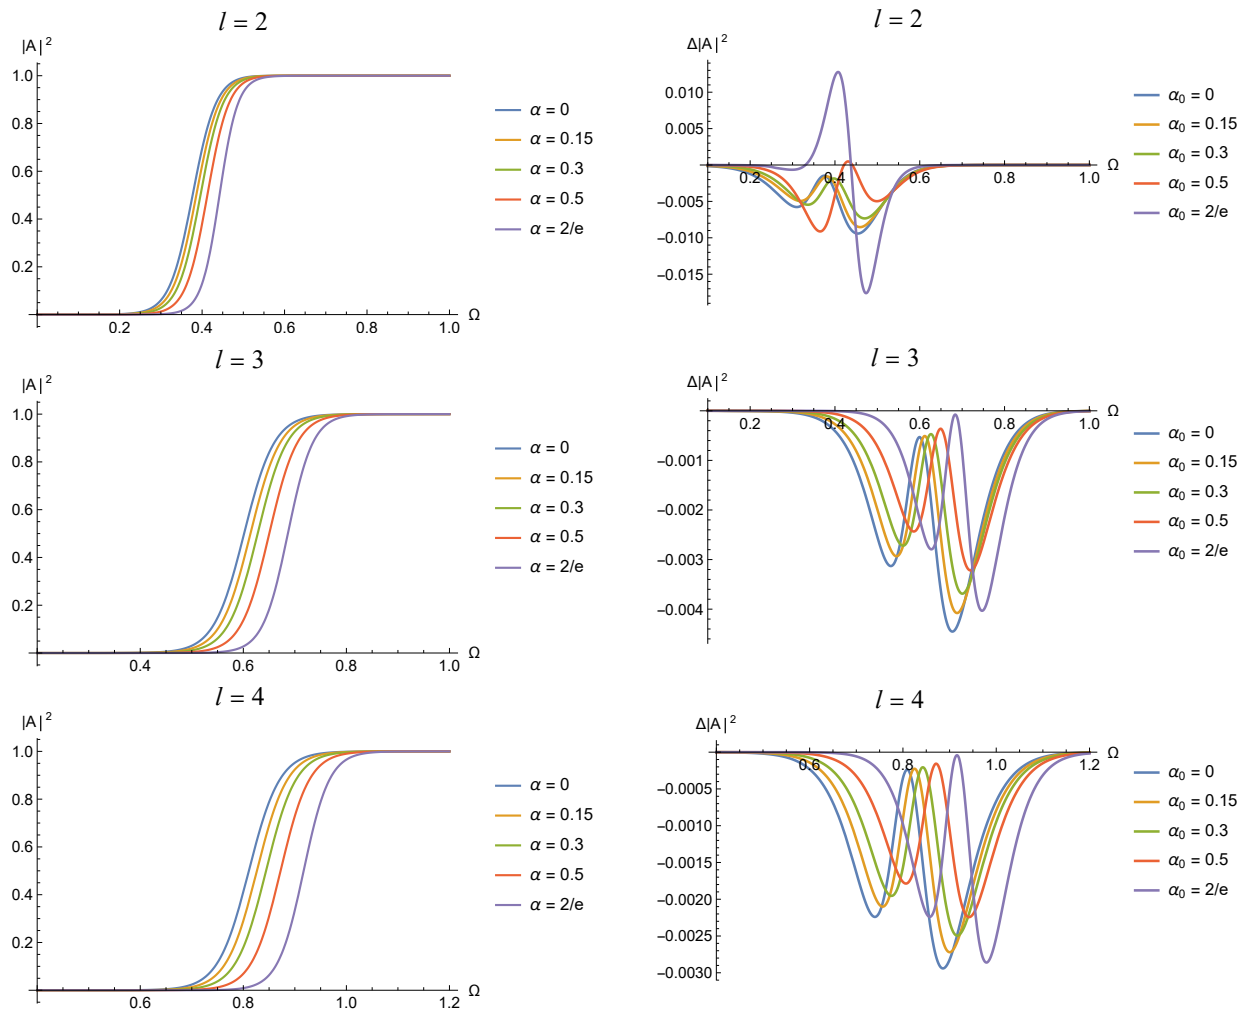 l = 2
|A|²
1.0
0.8
0.6
0.4
0.2
0.2
0.4
0.6
0.8
1.0
Ω
α = 0
α = 0.15
α = 0.3
α = 0.5
α = 2/e
l = 2
Δ|A|²
0.010
0.005
-0.005
-0.010
-0.015
0.2
0.4
0.6
0.8
1.0
Ω
α₀ = 0
α₀ = 0.15
α₀ = 0.3
α₀ = 0.5
α₀ = 2/e
l = 3
|A|²
1.0
0.8
0.6
0.4
0.2
0.4
0.6
0.8
1.0
Ω
α = 0
α = 0.15
α = 0.3
α = 0.5
α = 2/e
l = 3
Δ|A|²
-0.001
-0.002
-0.003
-0.004
0.2
0.4
0.6
0.8
1.0
Ω
α₀ = 0
α₀ = 0.15
α₀ = 0.3
α₀ = 0.5
α₀ = 2/e
l = 4
|A|²
1.0
0.8
0.6
0.4
0.2
0.6
0.8
1.0
1.2
Ω
α = 0
α = 0.15
α = 0.3
α = 0.5
α = 2/e
l = 4
Δ|A|²
-0.0005
-0.0010
-0.0015
-0.0020
-0.0025
-0.0030
0.6
0.8
1.0
1.2
Ω
α₀ = 0
α₀ = 0.15
α₀ = 0.3
α₀ = 0.5
α₀ = 2/e